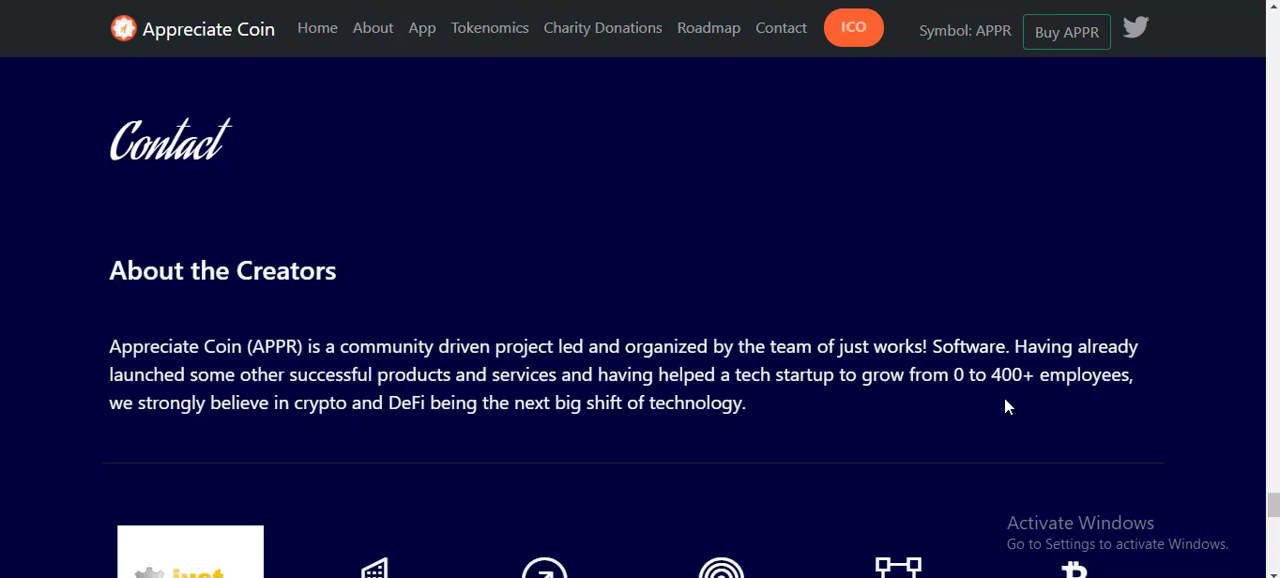 Appreciate Coin Home About App Tokenomics Charity Donations Roadmap Contact ICO Symbol: APPR Buy APPR
Contact
About the Creators
Appreciate Coin (APPR) is a community driven project led and organized by the team of just works! Software. Having already
launched some other successful products and services and having helped a tech startup to grow from 0 to 400+ employees,
we strongly believe in crypto and DeFi being the next big shift of technology.
Activate Windows
Go to Settings to activate Windows.
just